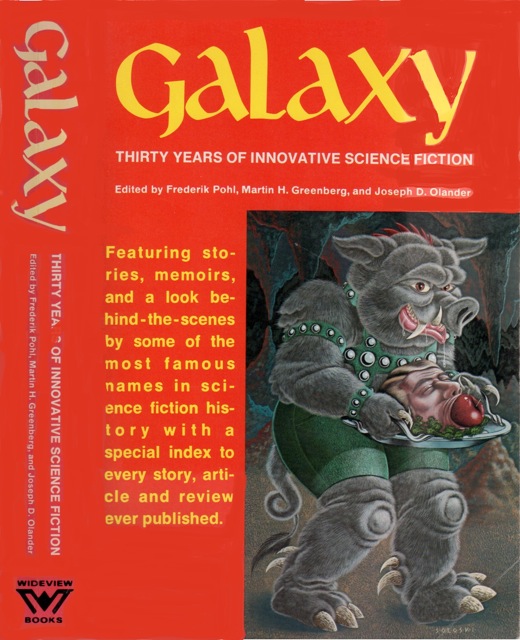 Galaxy
THIRTY YEARS OF INNOVATIVE SCIENCE FICTION
Edited by Frederik Pohl, Martin H. Greenberg, and Joseph D. Olander
Featuring sto-
ries, memoirs,
and a look be-
hind-the-scenes
by some of the
most famous
names in sci-
ence fiction his-
tory with a
special index to
every story, arti-
cle and review
ever published.
Galaxy
THIRTY YEA OF INNOVATIVE SCIENCE FICTION
Edited by Frederik Pohl, Martin H. Greenberg, and Joseph D. Olander
WIDEVIEW
W
BOOKS